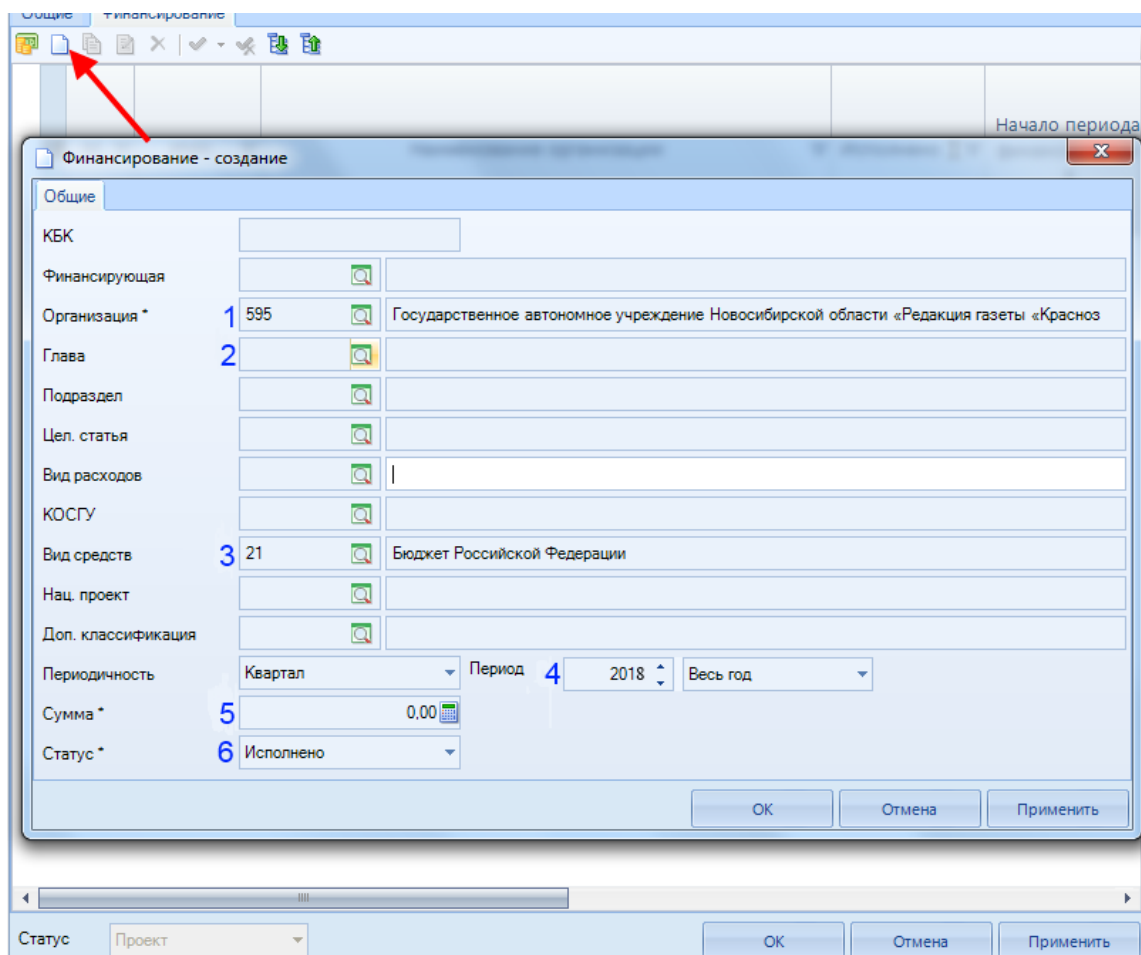 Общие Финансирование
Начало периода
Финансирование - создание
Общие
КБК
Финансирующая
Организация * 1 595 Государственное автономное учреждение Новосибирской области «Редакция газеты «Красноз
Глава 2
Подраздел
Цел. статья
Вид расходов
КОСГУ
Вид средств 3 21 Бюджет Российской Федерации
Нац. проект
Доп. классификация
Периодичность Квартал Период 4 2018 Весь год
Сумма * 5 0,00
Статус * 6 Исполнено
ОК Отмена Применить
Статус Проект ОК Отмена Применить